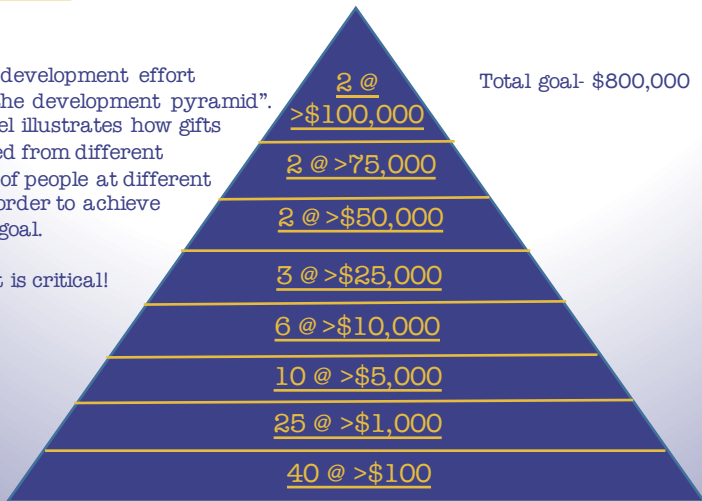 development effort
he development pyramid”.
el illustrates how gifts
ed from different
of people at different
order to achieve
goal.
t is critical!
Total goal- $800,000
2 @
>$100,000
2 @ >75,000
2 @ >$50,000
3 @ >$25,000
6 @ >$10,000
10 @ >$5,000
25 @ >$1,000
40 @ >$100